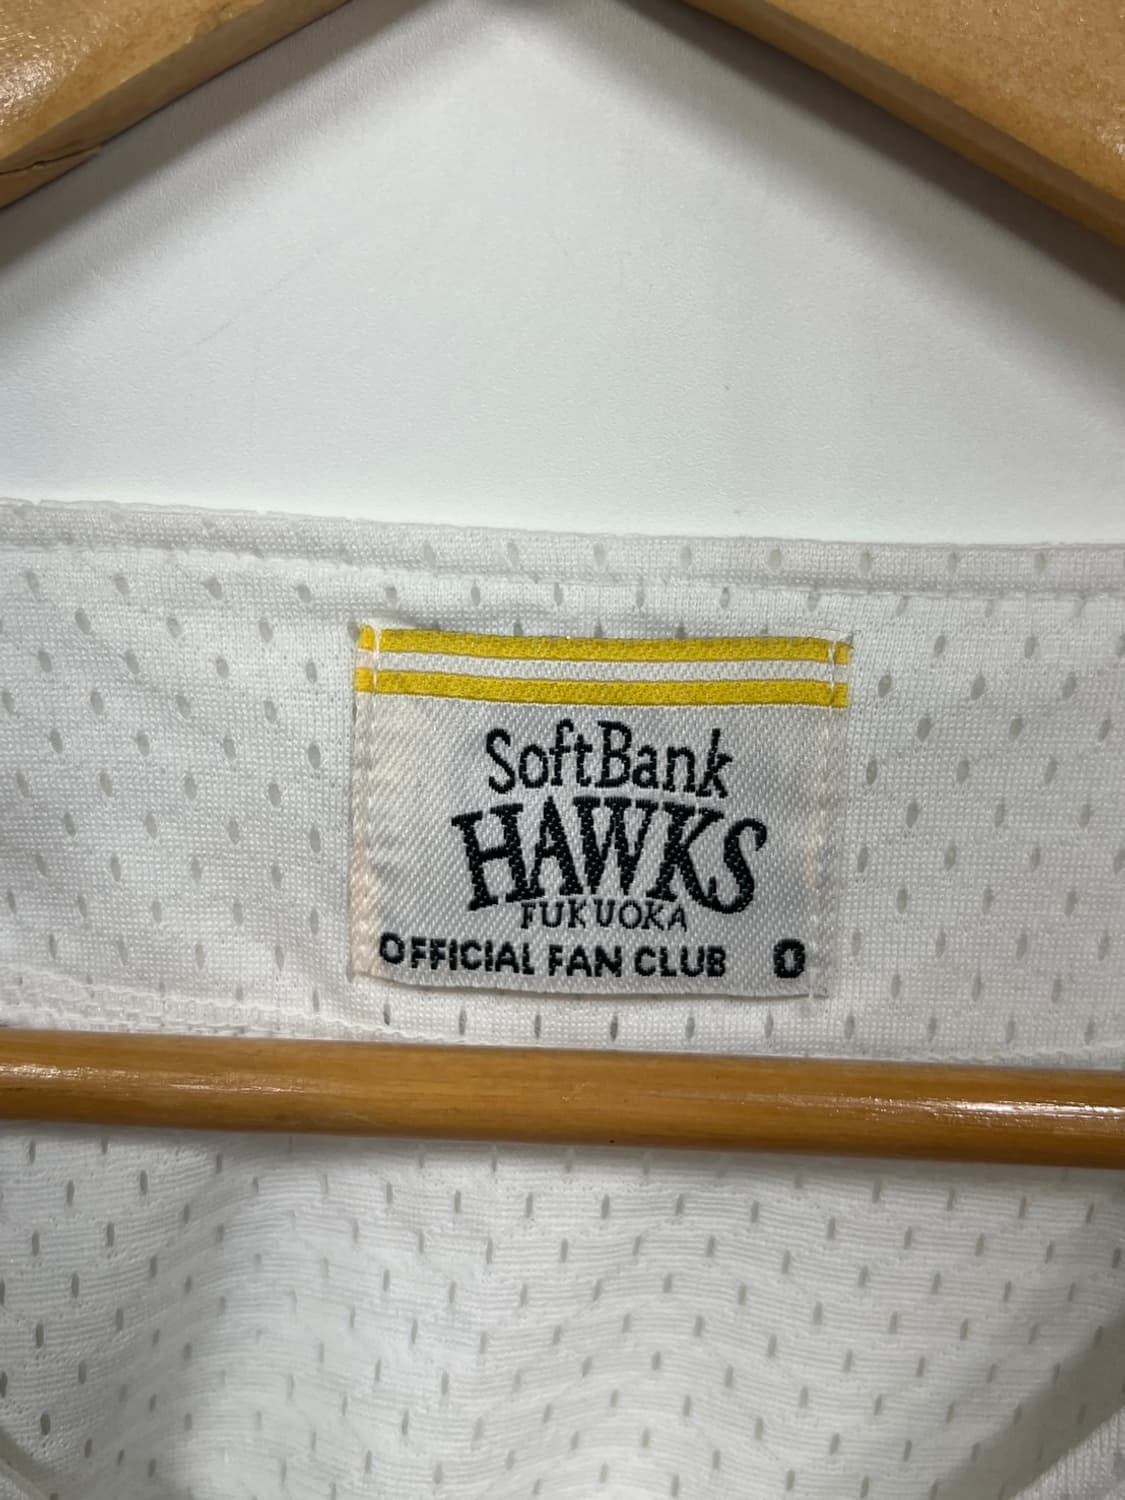 SoftBank
HAWKS
FUKUOKA
OFFICIAL FAN CLUB O